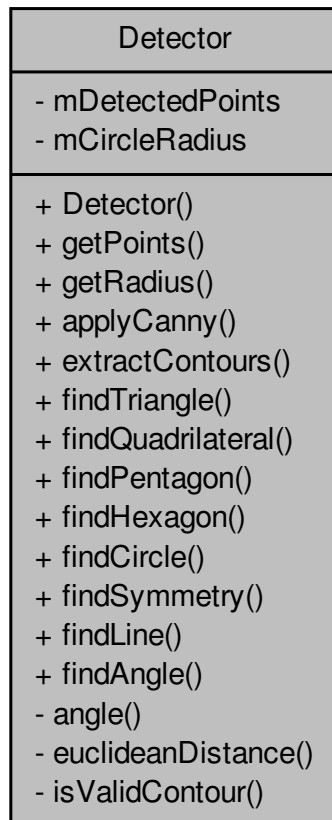 Detector
- mDetectedPoints
- mCircleRadius
+ Detector()
+ getPoints()
+ getRadius()
+ applyCanny()
+ extractContours()
+ findTriangle()
+ findQuadrilateral()
+ findPentagon()
+ findHexagon()
+ findCircle()
+ findSymmetry()
+ findLine()
+ findAngle()
- angle()
- euclideanDistance()
- isValidContour()